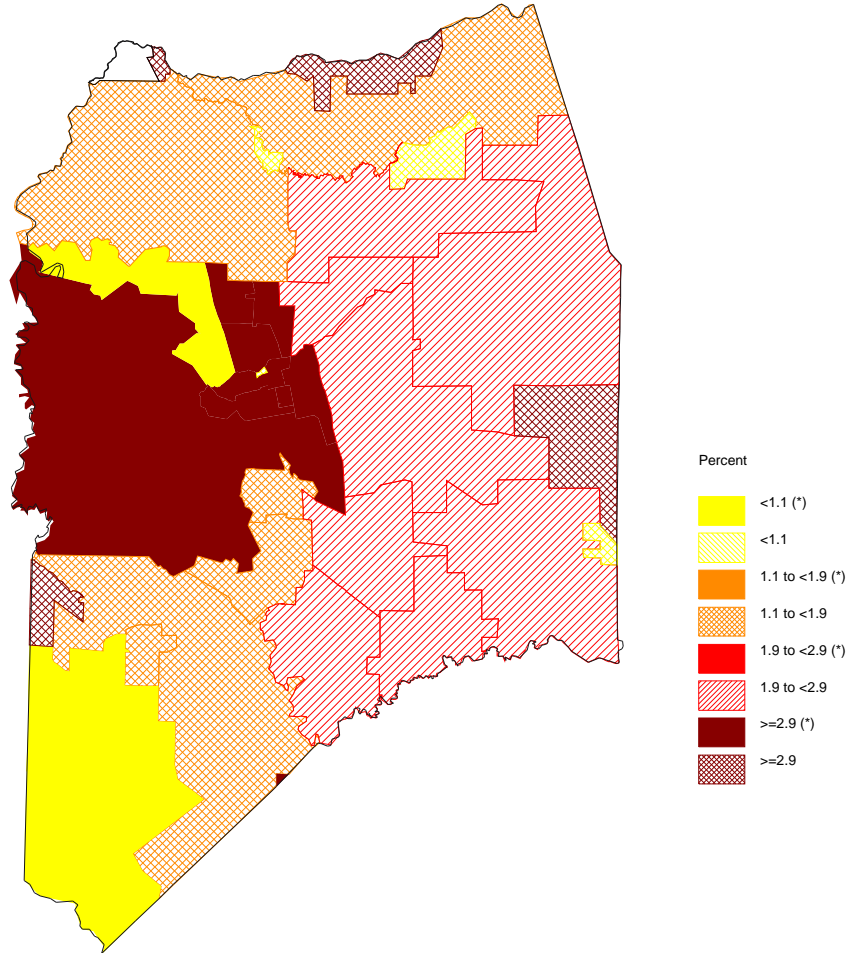 Percent
<1.1 (*)
<1.1
1.1 to <1.9 (*)
1.1 to <1.9
1.9 to <2.9 (*)
1.9 to <2.9
>=2.9 (*)
>=2.9